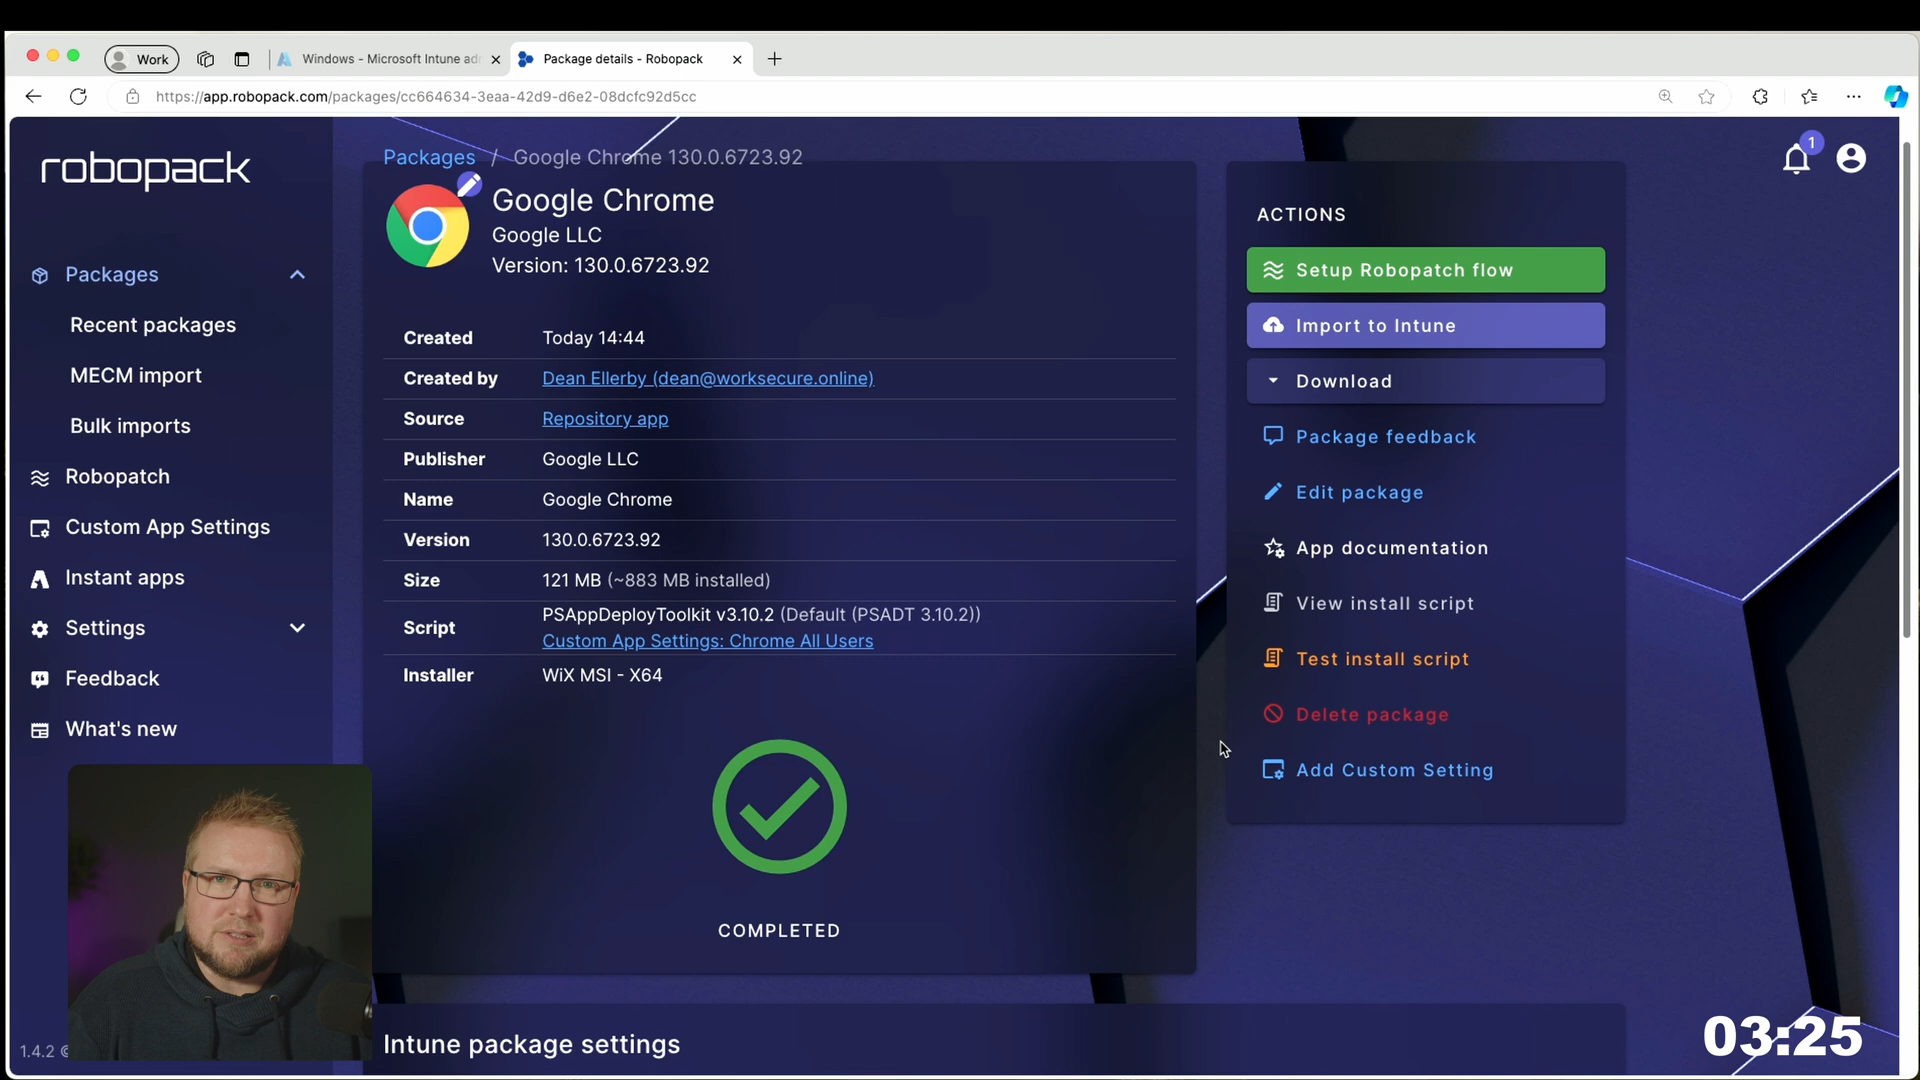 Work
Windows - Microsoft Intune ad
Package details - Robopack
https://app.robopack.com/packages/cc664634-3eaa-42d9-d6e2-08dcfc92d5cc
robopack
Packages / Google Chrome 130.0.6723.92
1
Google Chrome
Google LLC
Version: 130.0.6723.92
Packages
Recent packages
MECM import
Bulk imports
Robopatch
Custom App Settings
Instant apps
Settings
Feedback
What's new
1.4.2 ©
Created Today 14:44
Created by Dean Ellerby (dean@worksecure.online)
Source Repository app
Publisher Google LLC
Name Google Chrome
Version 130.0.6723.92
Size 121 MB (~883 MB installed)
Script PSAppDeployToolkit v3.10.2 (Default (PSADT 3.10.2))
Custom App Settings: Chrome All Users
Installer WiX MSI - X64
COMPLETED
Intune package settings
ACTIONS
Setup Robopatch flow
Import to Intune
Download
Package feedback
Edit package
App documentation
View install script
Test install script
Delete package
Add Custom Setting
03:25